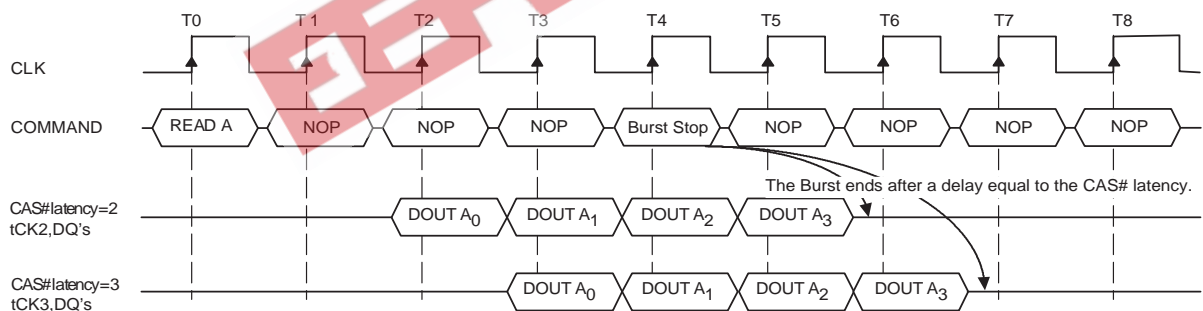 T0 T1 T2 T3 T4 T5 T6 T7 T8
CLK
COMMAND READ A NOP NOP NOP Burst Stop NOP NOP NOP NOP
The Burst ends after a delay equal to the CAS# latency.
CAS#latency=2
tCK2,DQ's
DOUT A0 DOUT A1 DOUT A2 DOUT A3
CAS#latency=3
tCK3,DQ's
DOUT A0 DOUT A1 DOUT A2 DOUT A3